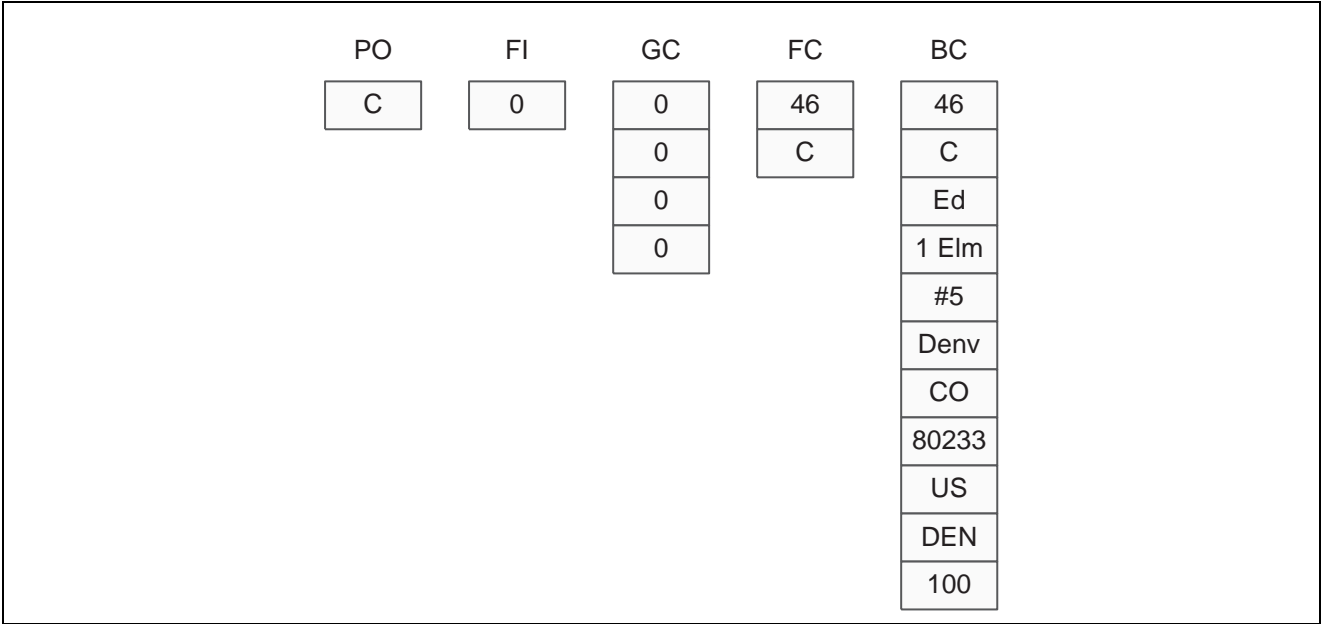 PO FI GC FC BC
C 0 0 46 46
0 C C
0 Ed
0 1 Elm
#5
Denv
CO
80233
US
DEN
100